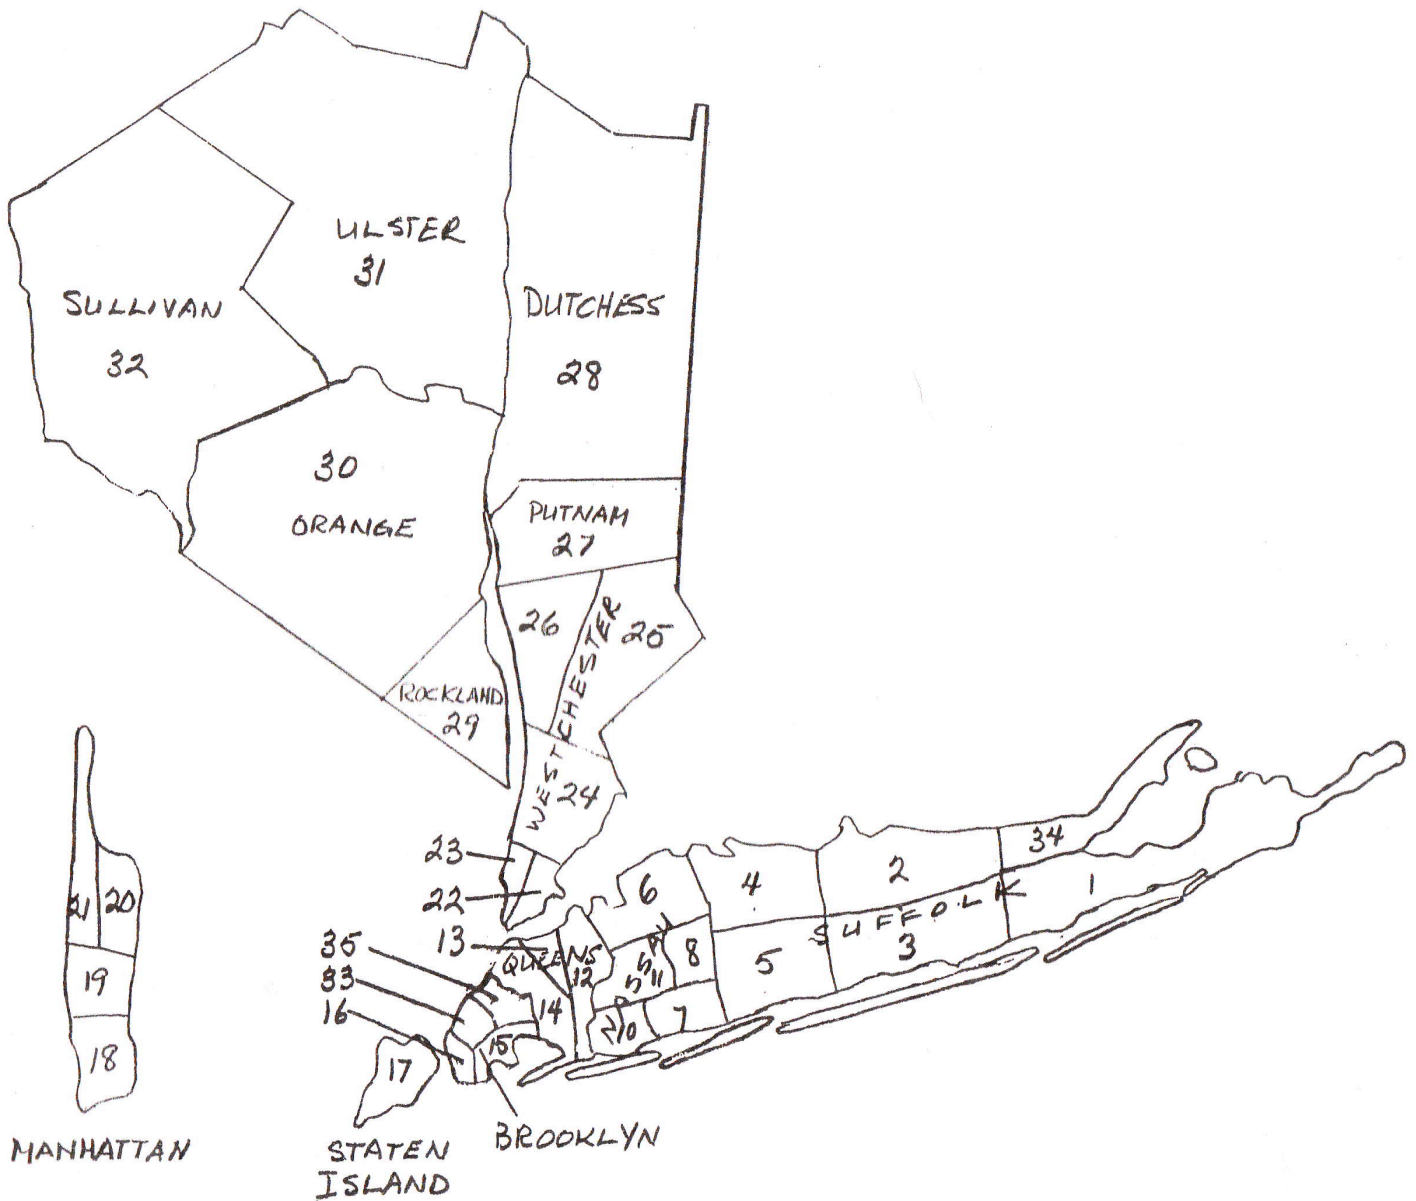 ULSTER
31
SULLIVAN
32
DUTCHESS
28
30
ORANGE
PUTNAM
27
26
25
WESTCHESTER
ROCKLAND
29
24
23
22
34
2
4
6
1
SUFFOLK
3
5
8
NASSAU
11
7
10
13
QUEENS
12
14
35
33
16
15
17
21
20
19
18
MANHATTAN
STATEN
ISLAND
BROOKLYN